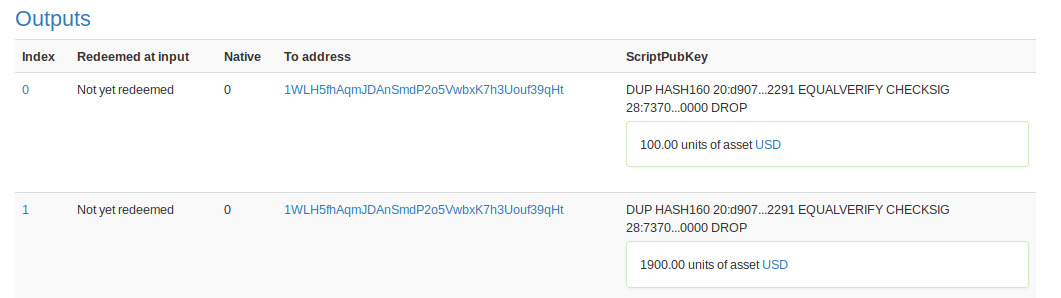 Outputs
Index Redeemed at input Native To address ScriptPubKey
0 Not yet redeemed 0 1WLH5fhAqmJDAnSmdP2o5VwbxK7h3Uouf39qHt DUP HASH160 20:d907...2291 EQUALVERIFY CHECKSIG
28:7370...0000 DROP
100.00 units of asset USD
1 Not yet redeemed 0 1WLH5fhAqmJDAnSmdP2o5VwbxK7h3Uouf39qHt DUP HASH160 20:d907...2291 EQUALVERIFY CHECKSIG
28:7370...0000 DROP
1900.00 units of asset USD